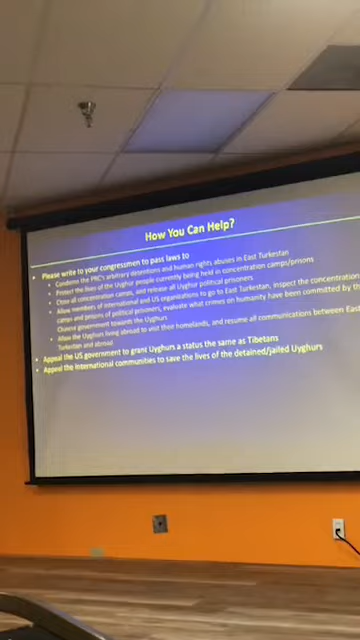 How You Can Help?
• Please write to your congressmen to pass laws to
• Condemn the PRC's arbitrary detentions and human rights abuses in East Turkestan
• Protect the lives of the Uyghur people currently being held in concentration camps/prisons
• Close all concentration camps, and release all Uyghur political prisoners
• Allow members of international and US organizations to go to East Turkestan, inspect the concentration
camps and prisons of political prisoners, evaluate what crimes on humanity have been committed by the
Chinese government towards the Uyghurs
• Allow the Uyghurs living abroad to visit their homelands, and resume all communications between East
Turkestan and abroad
• Appeal the US government to grant Uyghurs a status the same as Tibetans
• Appeal the international communities to save the lives of the detained/jailed Uyghurs